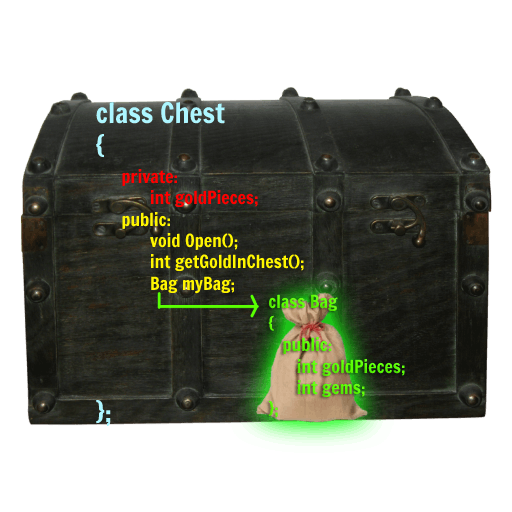 class Chest
{
private:
int goldPieces;
public:
void Open();
int getGoldInChest();
Bag myBag;
class Bag
{
public:
int goldPieces;
int gems;
};
};